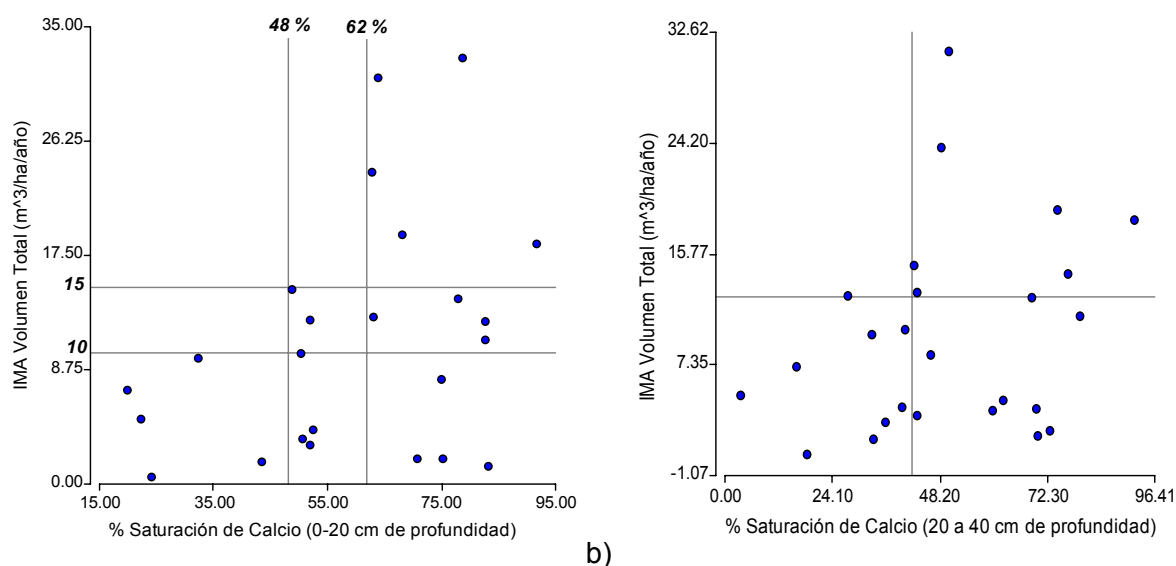 48 % 62 %
35.00
26.25
17.50
15
10
8.75
0.00
15.00 35.00 55.00 75.00 95.00
% Saturación de Calcio (0-20 cm de profundidad)
IMA Volumen Total (m^3/ha/año)
b)
32.62
24.20
15.77
7.35
-1.07
0.00 24.10 48.20 72.30 96.41
% Saturación de Calcio (20 a 40 cm de profundidad)
IMA Volumen Total (m^3/ha/año)